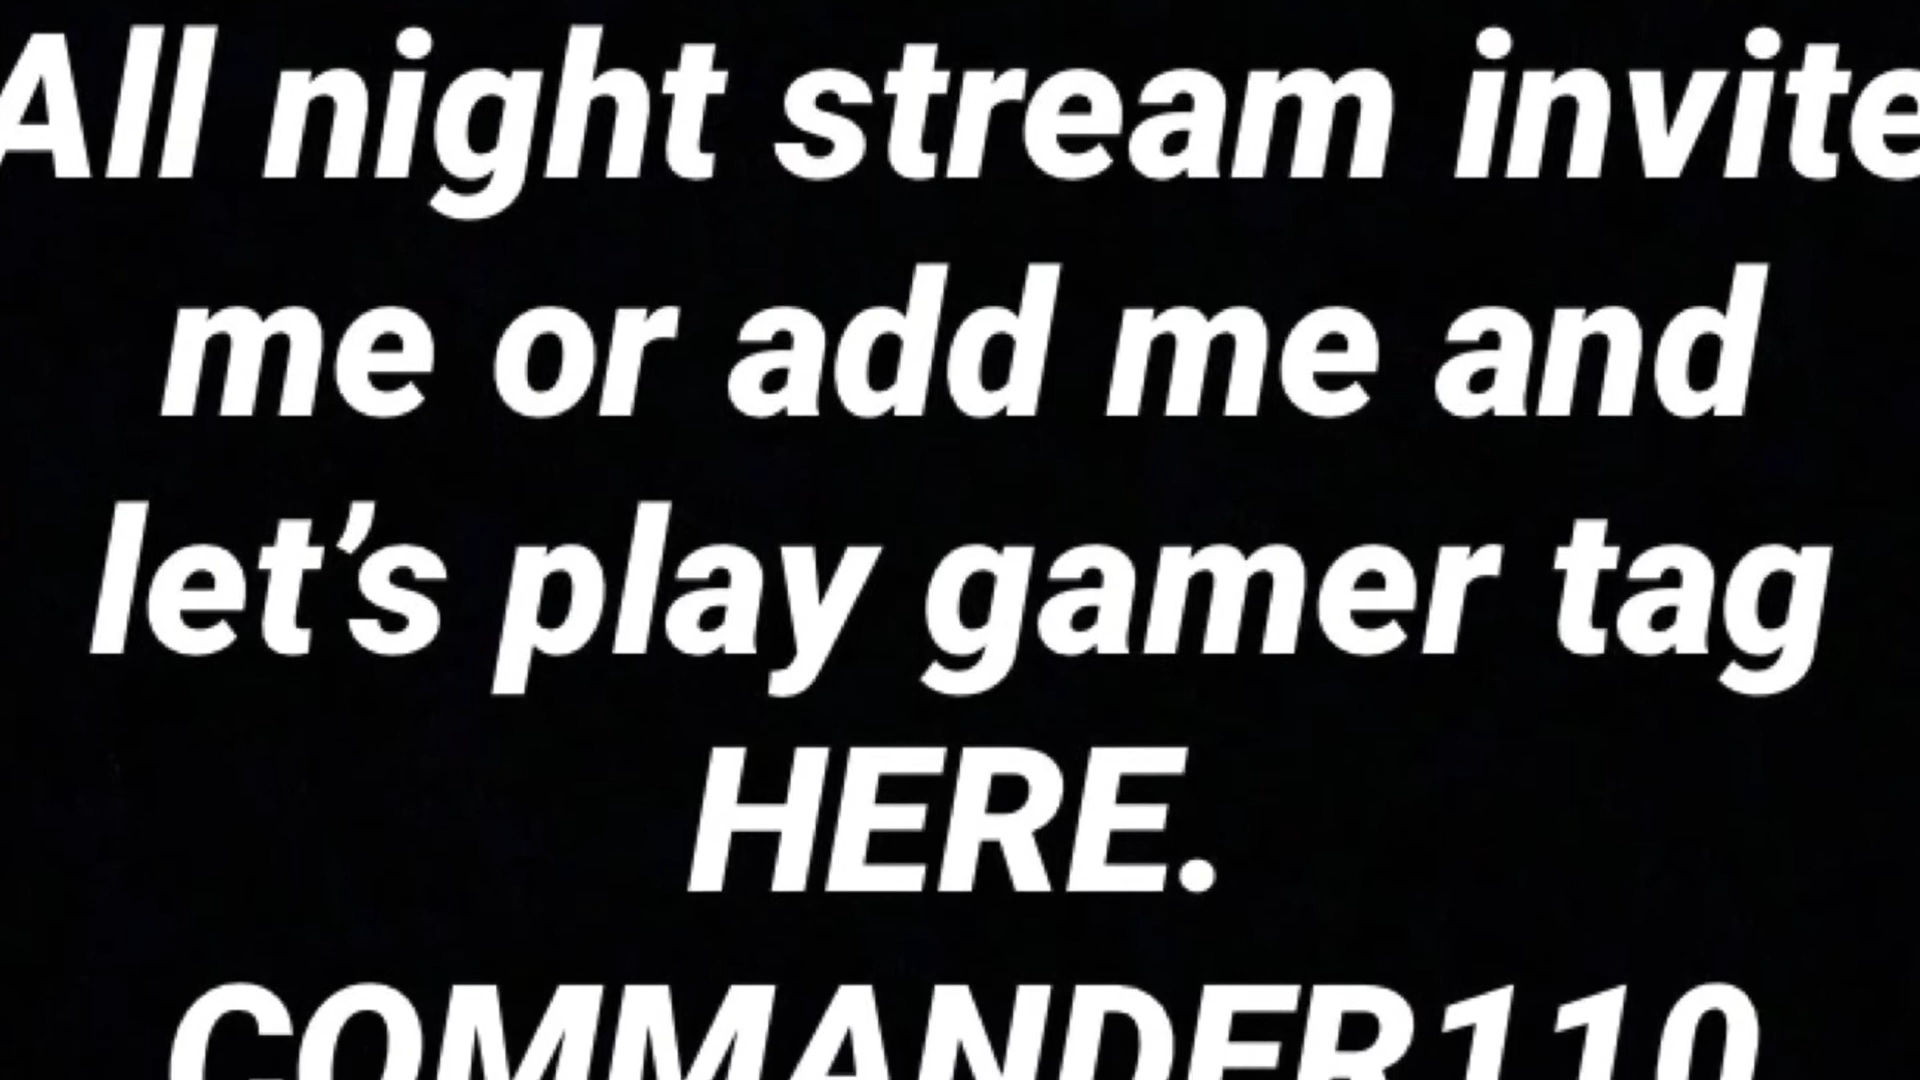 All night stream invite
me or add me and
let’s play gamer tag
HERE.
COMMANDER110